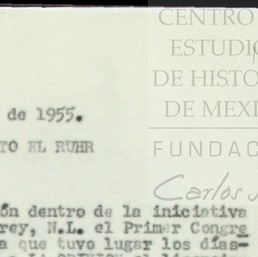 CENTRO
ESTUDIO
DE HISTO
DE MEXI
FUNDAC
Carlos
de 1955.
TO EL RUHR
ón dentro de la iniciativa
rey, N.L. el Primer Congre
a que tuvo lugar los días-